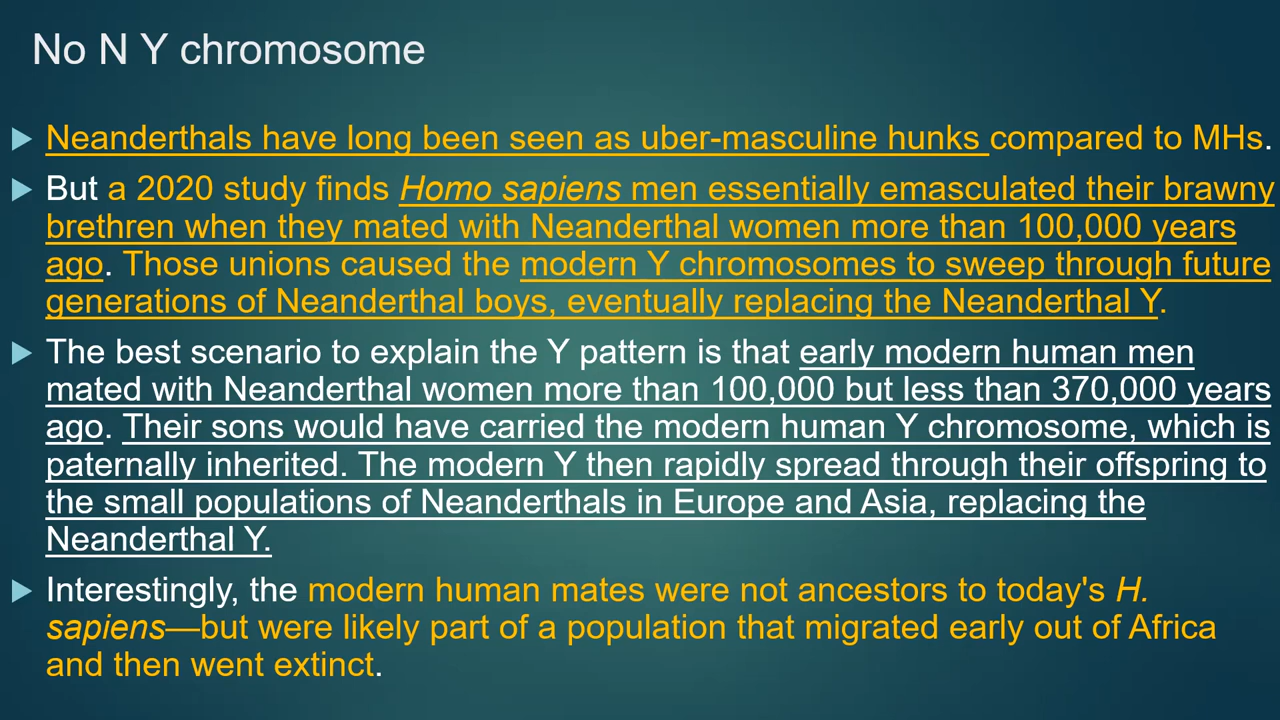 No N Y chromosome
Neanderthals have long been seen as uber-masculine hunks compared to MHs.
But a 2020 study finds Homo sapiens men essentially emasculated their brawny
brethren when they mated with Neanderthal women more than 100,000 years
ago. Those unions caused the modern Y chromosomes to sweep through future
generations of Neanderthal boys, eventually replacing the Neanderthal Y.
The best scenario to explain the Y pattern is that early modern human men
mated with Neanderthal women more than 100,000 but less than 370,000 years
ago. Their sons would have carried the modern human Y chromosome, which is
paternally inherited. The modern Y then rapidly spread through their offspring to
the small populations of Neanderthals in Europe and Asia, replacing the
Neanderthal Y.
Interestingly, the modern human mates were not ancestors to today's H.
sapiens—but were likely part of a population that migrated early out of Africa
and then went extinct.